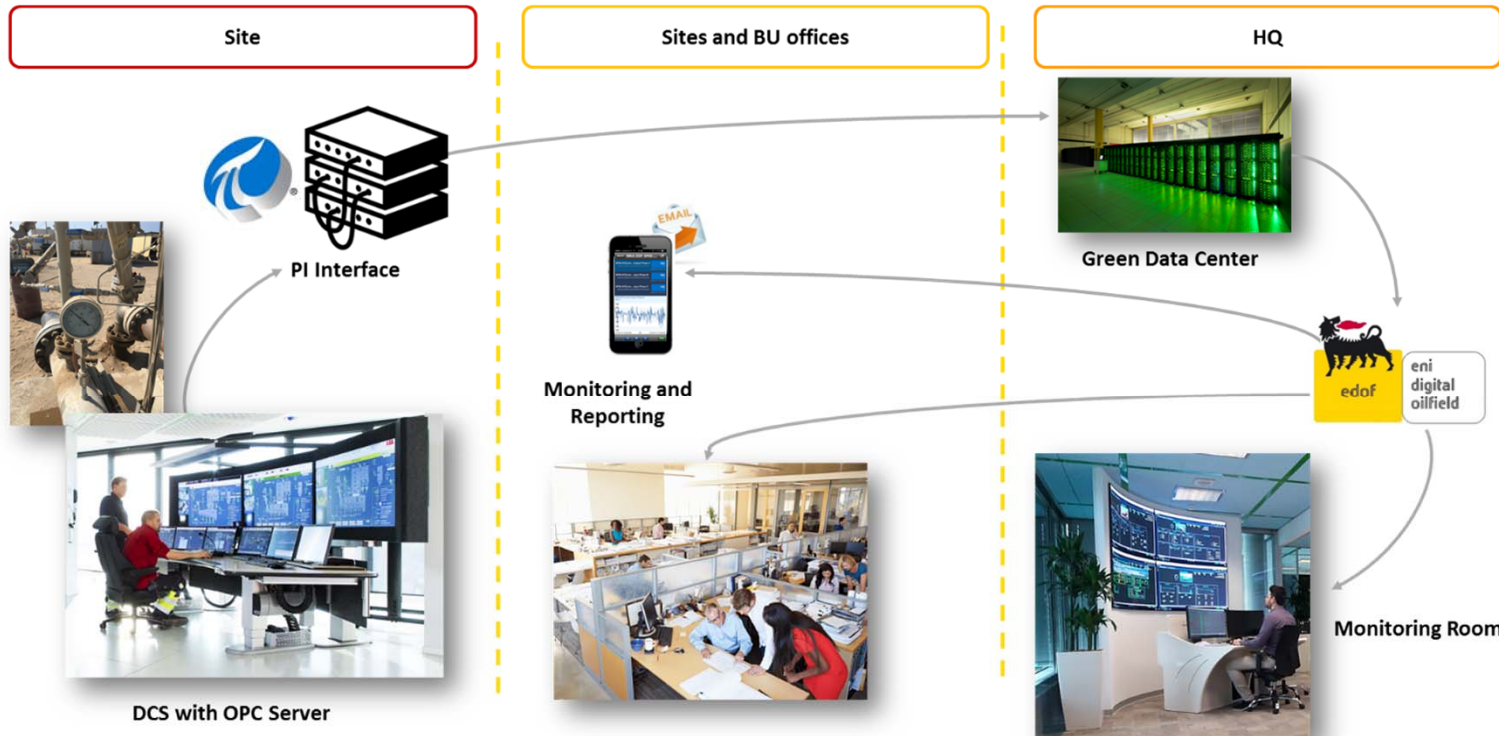 Site
Sites and BU offices
HQ
PI Interface
EMAIL
Green Data Center
Monitoring and
Reporting
edof
eni
digital
oilfield
Monitoring Room
DCS with OPC Server